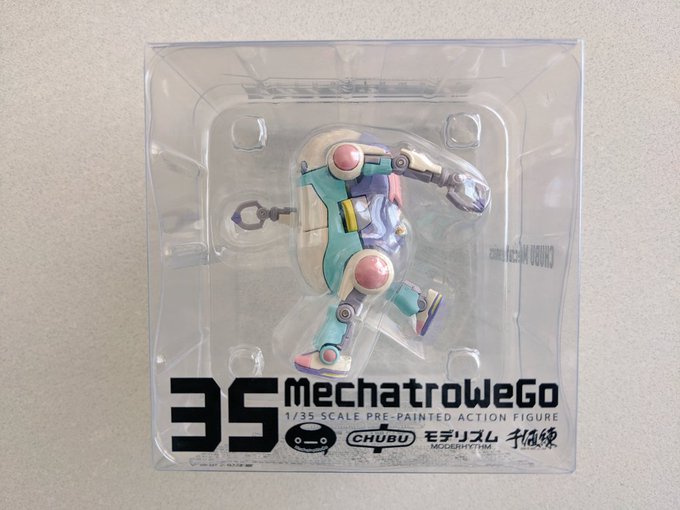 35 MechatroWeGo
1/35 SCALE PRE-PAINTED ACTION FIGURE
MechatroWeGo CHUBU モデリズム 千値練
MODERHYTHM